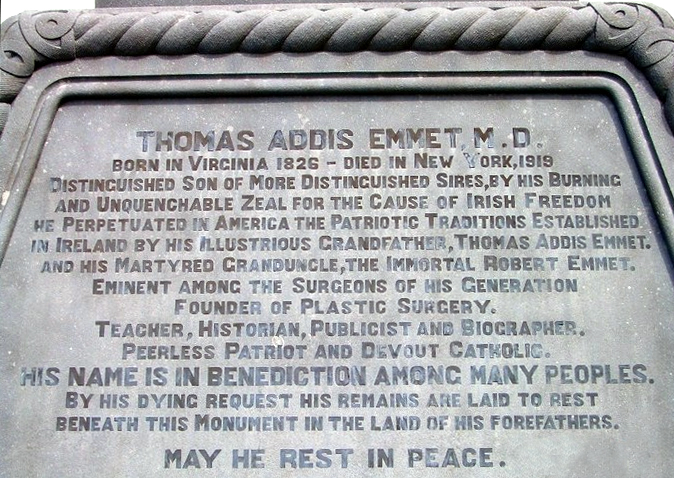 THOMAS ADDIS EMMET, M.D.
BORN IN VIRGINIA 1826 - DIED IN NEW YORK, 1919
DISTINGUISHED SON OF MORE DISTINGUISHED SIRES, BY HIS BURNING
AND UNQUENCHABLE ZEAL FOR THE CAUSE OF IRISH FREEDOM
HE PERPETUATED IN AMERICA THE PATRIOTIC TRADITIONS ESTABLISHED
IN IRELAND BY HIS ILLUSTRIOUS GRANDFATHER, THOMAS ADDIS EMMET.
AND HIS MARTYRED GRANDUNCLE, THE IMMORTAL ROBERT EMMET.
EMINENT AMONG THE SURGEONS OF HIS GENERATION
FOUNDER OF PLASTIC SURGERY.
TEACHER, HISTORIAN, PUBLICIST AND BIOGRAPHER.
PEERLESS PATRIOT AND DEVOUT CATHOLIC.
HIS NAME IS IN BENEDICTION AMONG MANY PEOPLES.
BY HIS DYING REQUEST HIS REMAINS ARE LAID TO REST
BENEATH THIS MONUMENT IN THE LAND OF HIS FOREFATHERS.
MAY HE REST IN PEACE.